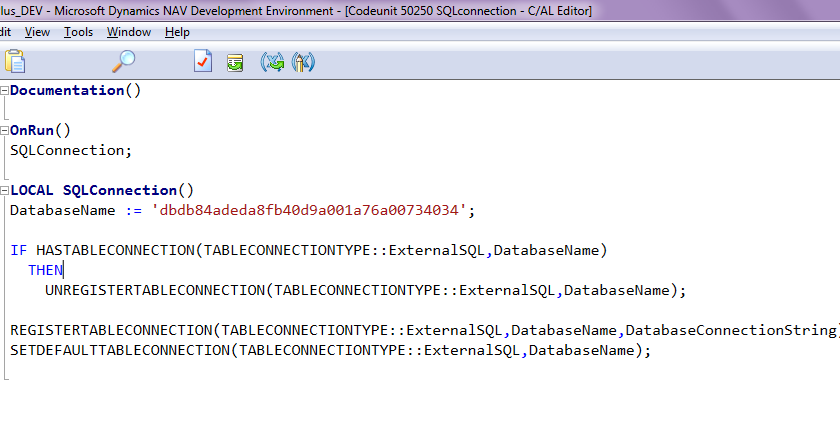 lus_DEV - Microsoft Dynamics NAV Development Environment - [Codeunit 50250 SQLconnection - C/AL Editor]
dit View Tools Window Help
Documentation()
OnRun()
SQLConnection;
LOCAL SQLConnection()
DatabaseName := 'dbdb84adeda8fb40d9a001a76a00734034';
IF HASTABLECONNECTION(TABLECONNECTIONTYPE::ExternalSQL,DatabaseName)
THEN
UNREGISTERTABLECONNECTION(TABLECONNECTIONTYPE::ExternalSQL,DatabaseName);
REGISTERTABLECONNECTION(TABLECONNECTIONTYPE::ExternalSQL,DatabaseName,DatabaseConnectionString)
SETDEFAULTTABLECONNECTION(TABLECONNECTIONTYPE::ExternalSQL,DatabaseName);